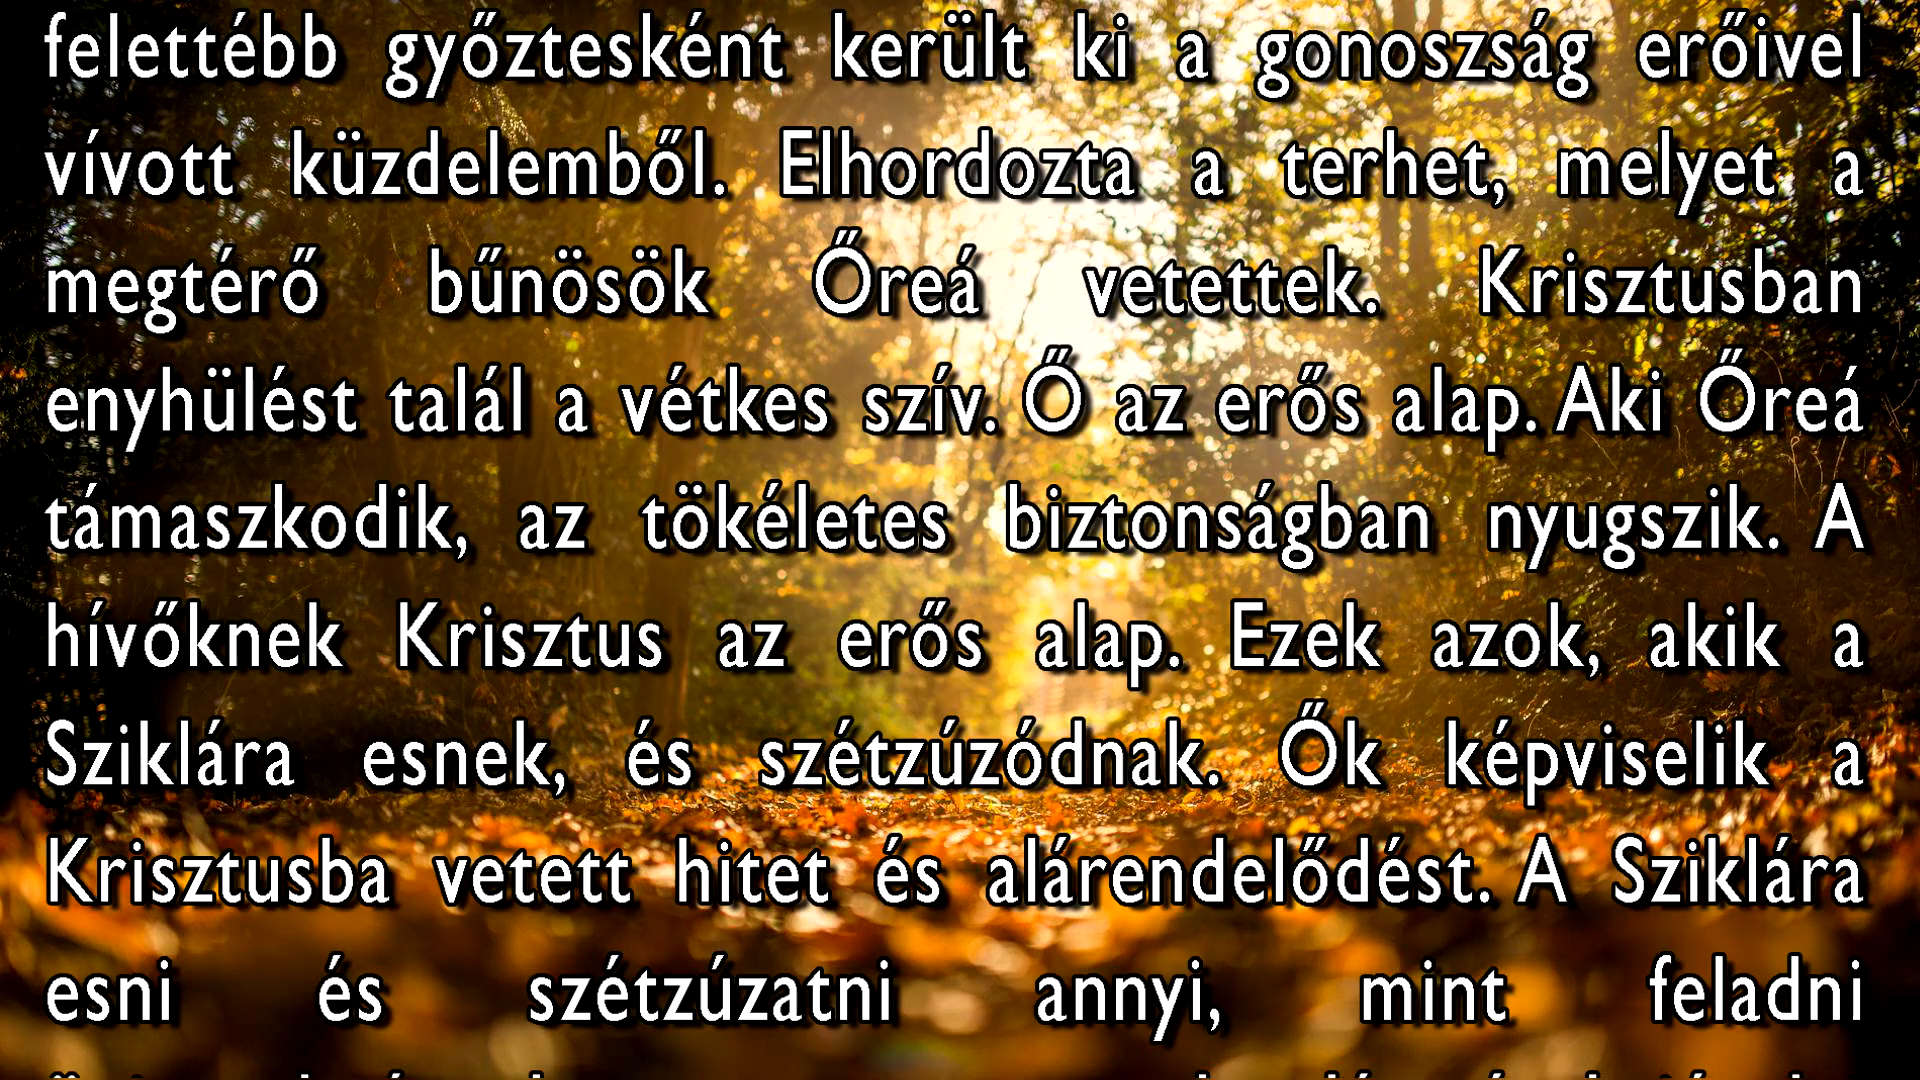 felettébb győztesként került ki a gonoszság erőivel
vívott küzdelemből. Elhordozta a terhet, melyet a
megtérő bűnösök Őreá vetettek. Krisztusban
enyhülést talál a vétkes szív. Ő az erős alap. Aki Őreá
támaszkodik, az tökéletes biztonságban nyugszik. A
hívőknek Krisztus az erős alap. Ezek azok, akik a
Sziklára esnek, és szétzúzódnak. Ők képviselik a
Krisztusba vetett hitet és alárendelődést. A Sziklára
esni és szétzúzatni annyi, mint feladni